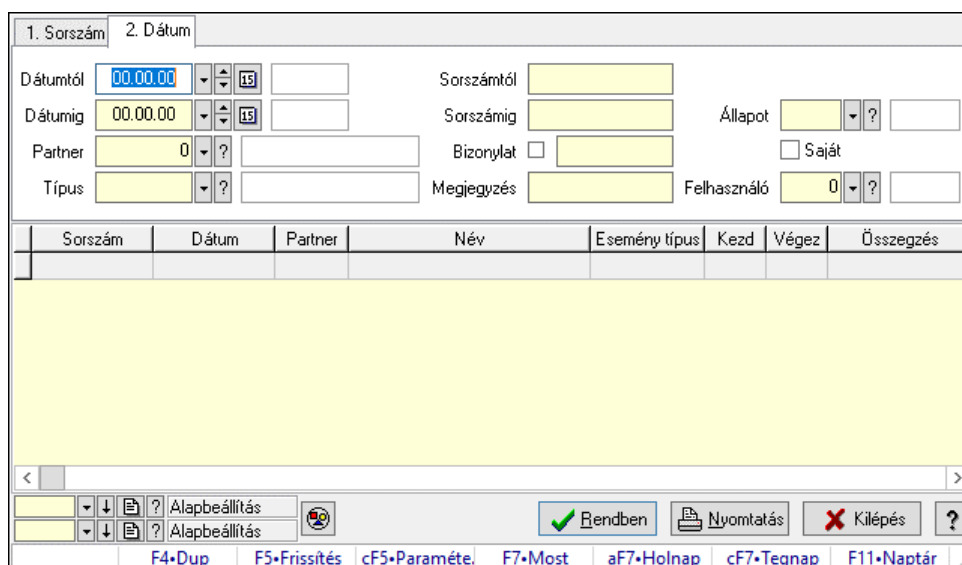 1. Sorszám 2. Dátum
Dátumtól 00.00.00 15 Sorszámtól
Dátumig 00.00.00 15 Sorszámig Állapot ?
Partner 0 ? Bizonylat Saját
Típus ? Megjegyzés Felhasználó 0 ?
Sorszám Dátum Partner Név Esemény típus Kezd Végez Összegzés
? Alapbeállítás
? Alapbeállítás
Rendben Nyomtatás Kilépés ?
F4•Dup F5•Frissítés cF5•Paraméte. F7•Most aF7•Holnap cF7•Tegnap F11•Naptár